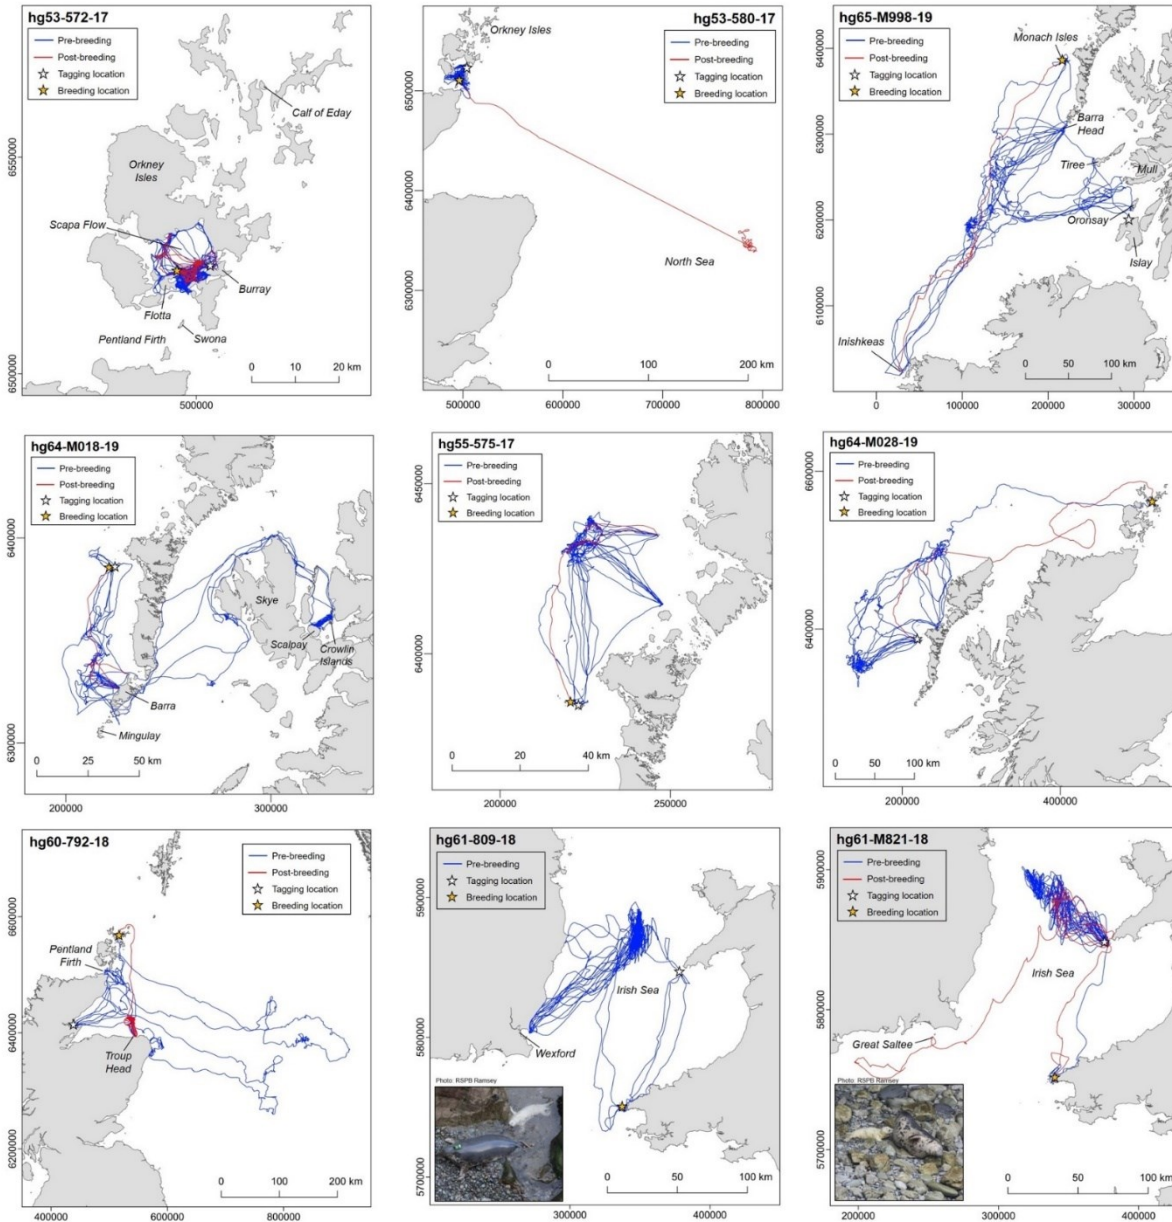 hg53-572-17
Pre-breeding
Post-breeding
Tagging location
Breeding location
Calf of Eday
Orkney
Isles
Scapa Flow
Burray
Flotta
Swona
Pentland Firth
0 10 20 km
6550000
6500000
500000
hg53-580-17
Orkney Isles
Pre-breeding
Post-breeding
Tagging location
Breeding location
North Sea
0 100 200 km
6500000
6400000
6300000
500000 600000 700000 800000
hg65-M998-19
Pre-breeding
Post-breeding
Tagging location
Breeding location
Monach Isles
Barra
Head
Tiree
Mull
Oronsay
Islay
Inishkeas
0 50 100 km
6400000
6300000
6200000
6100000
0 100000 200000 300000
hg64-M018-19
Pre-breeding
Post-breeding
Tagging location
Breeding location
Skye
Scalpay
Crowlin
Islands
Barra
Mingulay
0 25 50 km
6400000
6300000
200000 300000
hg55-575-17
Pre-breeding
Post-breeding
Tagging location
Breeding location
0 20 40 km
6450000
6400000
200000 250000
hg64-M028-19
Pre-breeding
Post-breeding
Tagging location
Breeding location
0 50 100 km
6600000
6400000
200000 400000
hg60-792-18
Pre-breeding
Post-breeding
Tagging location
Breeding location
Pentland
Firth
Troup
Head
0 100 200 km
6600000
6400000
6200000
400000 600000 800000
hg61-809-18
Pre-breeding
Post-breeding
Tagging location
Breeding location
Irish Sea
Wexford
Photo: RSPB Ramsey
0 50 100 km
5900000
5800000
5700000
300000 400000
hg61-M821-18
Pre-breeding
Post-breeding
Tagging location
Breeding location
Irish Sea
Great Saltee
Photo: RSPB Ramsey
0 50 100 km
5900000
5800000
5700000
200000 300000 400000